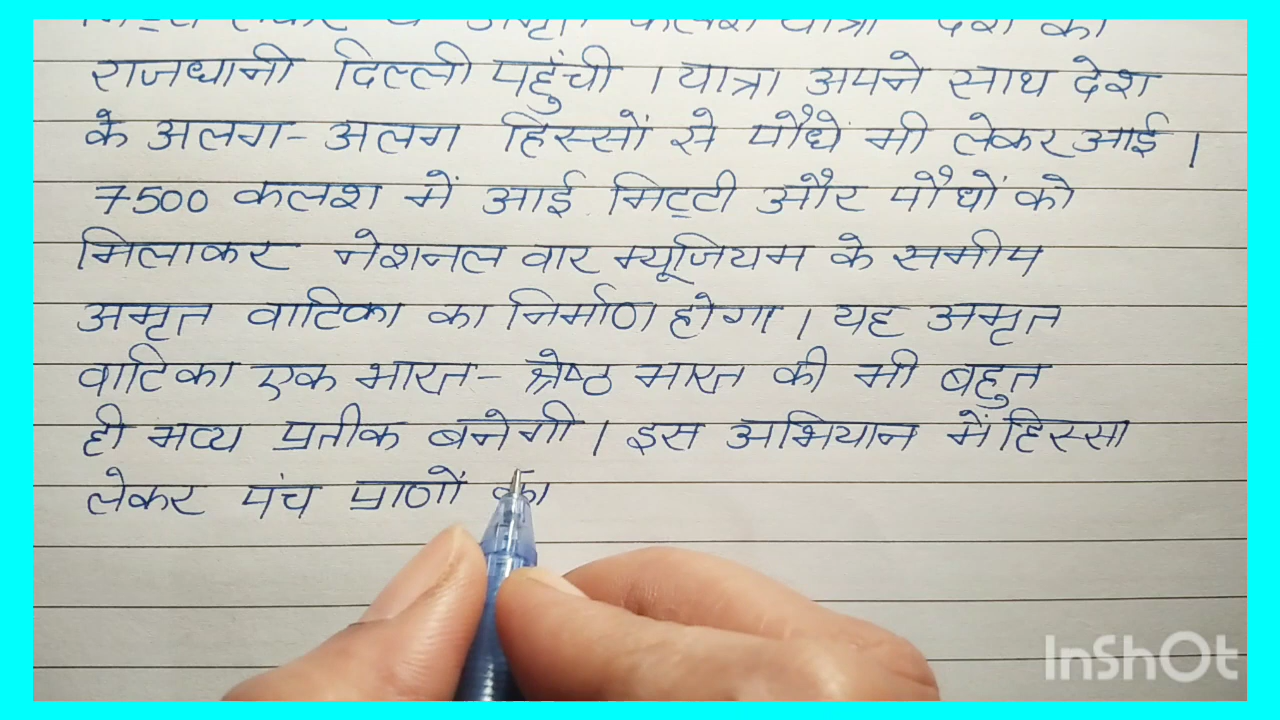 कलश यात्रा देश की
राजधानी दिल्ली पहुंची । यात्रा अपने साथ देश
के अलग-अलग हिस्सों से पौधें भी लेकर आई ।
7500 कलश में आई मिट्टी और पौधों को
मिलाकर नेशनल वार म्यूजियम के समीप
अमृत वाटिका का निर्माण होगा । यह अमृत
वाटिका एक भारत - श्रेष्ठ भारत की भी बहुत
ही भव्य प्रतीक बनेगी । इस अभियान में हिस्सा
लेकर पंच प्राणों का
InShOt